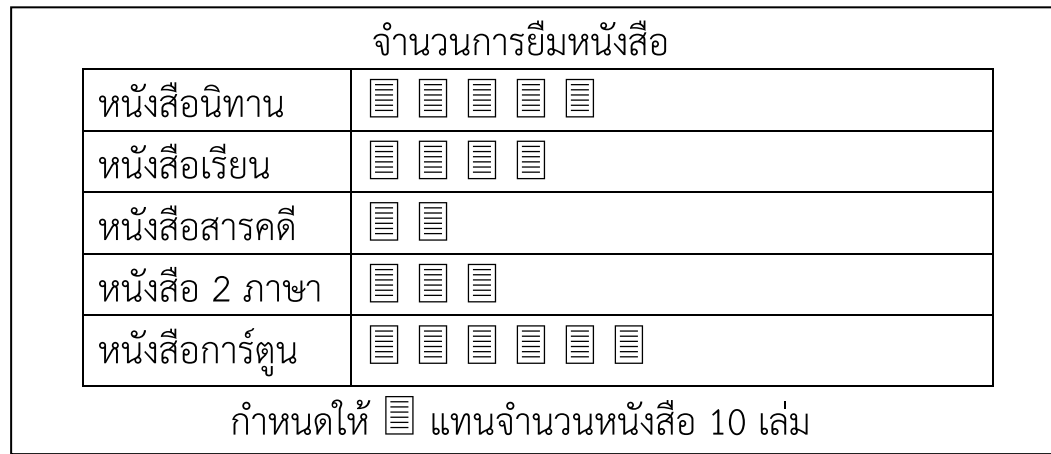 จำนวนการยืมหนังสือ
หนังสือนิทาน
หนังสือเรียน
หนังสือสารคดี
หนังสือ 2 ภาษา
หนังสือการ์ตูน
กำหนดให้ แทนจำนวนหนังสือ 10 เล่ม